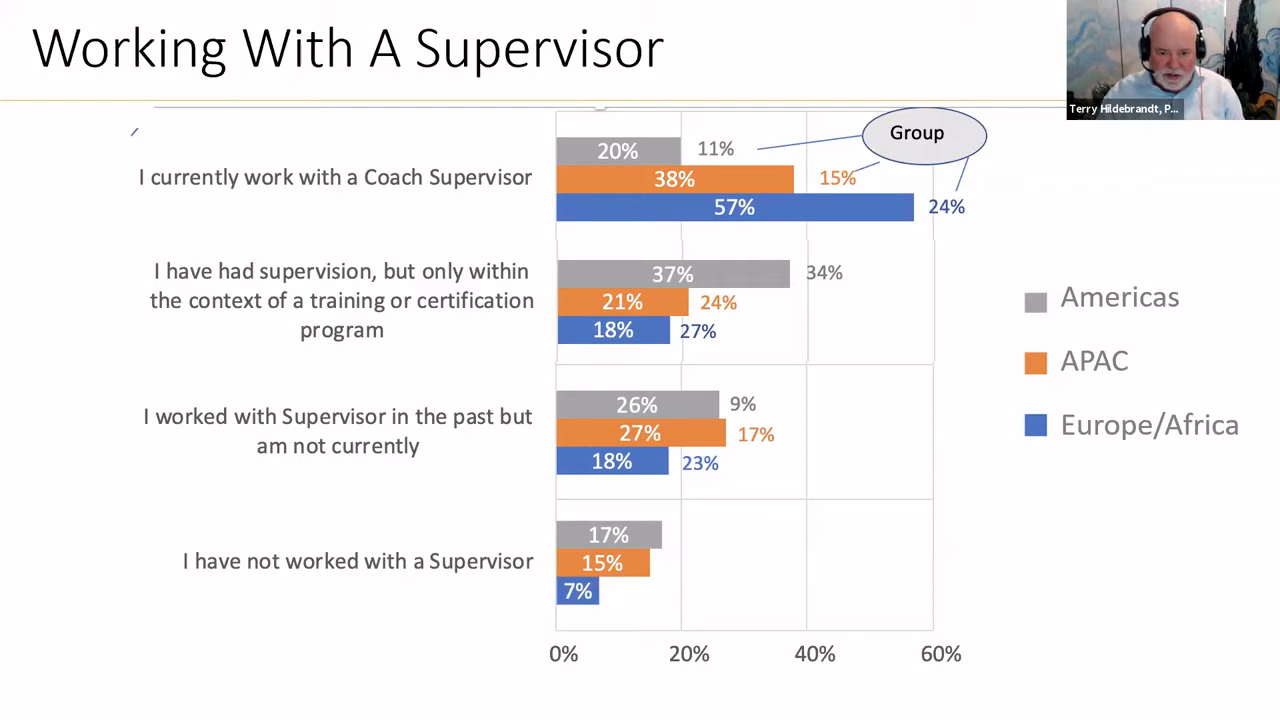 Working With A Supervisor
Terry Hildebrandt, P...
Group
20% 11%
I currently work with a Coach Supervisor
38% 15%
57% 24%
I have had supervision, but only within
the context of a training or certification
program
37% 34%
21% 24%
18% 27%
Americas
APAC
Europe/Africa
I worked with Supervisor in the past but
am not currently
26% 9%
27% 17%
18% 23%
I have not worked with a Supervisor
17%
15%
7%
0% 20% 40% 60%